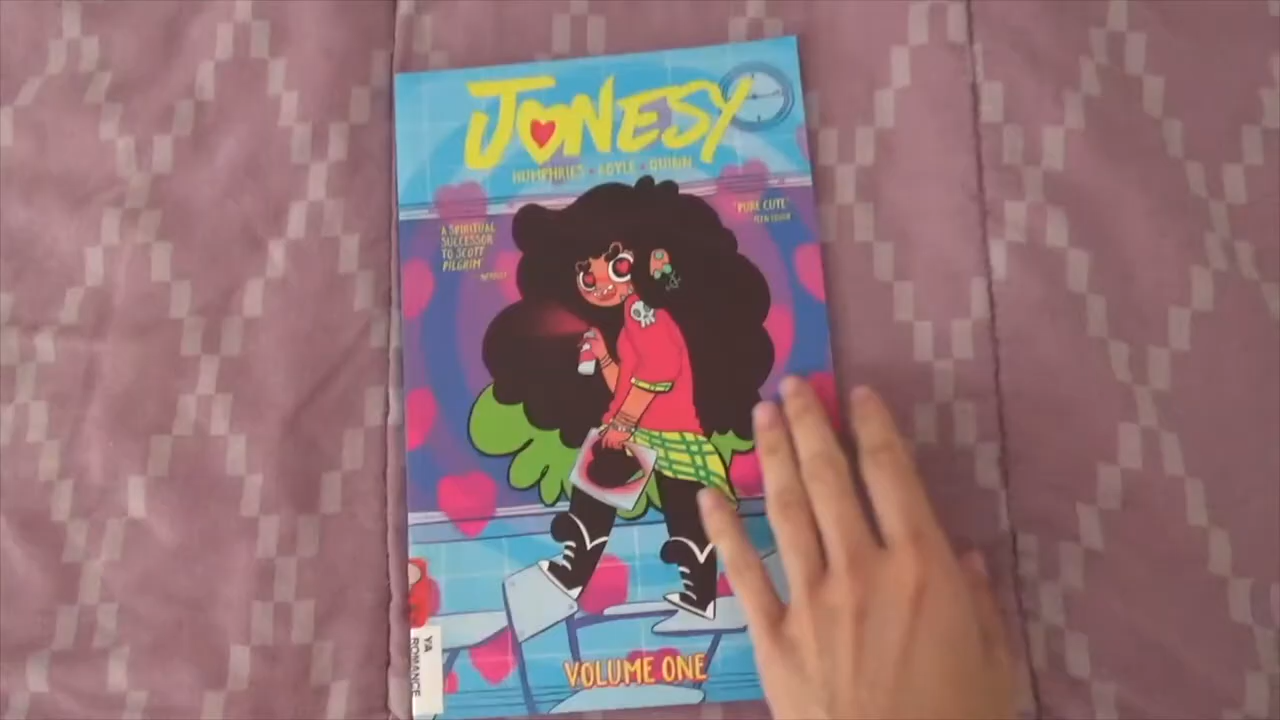 JONESY
HUMPHRIES • BOYLE • QUINN
"A SPIRITUAL
SUCCESSOR
TO SCOTT
PILGRIM"
"PURE CUTE"
VOLUME ONE
YA
ROMANCE